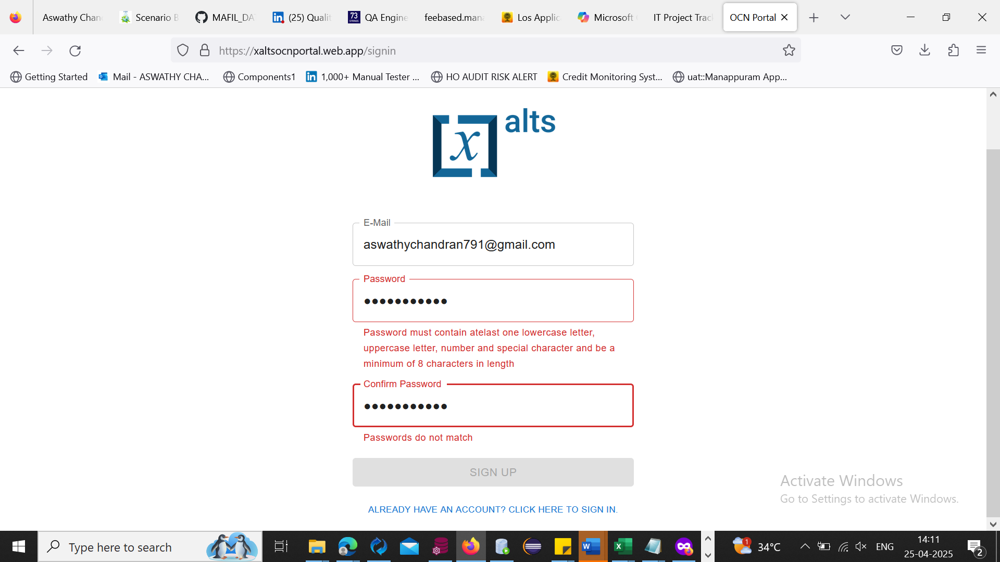 Aswathy Chan
Scenario B
MAFIL_DA
(25) Qualit
QA Engine
feebased.mana
Los Applic
Microsoft
IT Project Trac
OCN Portal
https://xaltsocnportal.web.app/signin
Getting Started
Mail - ASWATHY CHA...
Components1
1,000+ Manual Tester ...
HO AUDIT RISK ALERT
Credit Monitoring Syst...
uat::Manappuram App...
x
alts
E-Mail
aswathychandran791@gmail.com
Password
Password must contain atelast one lowercase letter,
uppercase letter, number and special character and be a
minimum of 8 characters in length
Confirm Password
Passwords do not match
SIGN UP
ALREADY HAVE AN ACCOUNT? CLICK HERE TO SIGN IN.
Activate Windows
Go to Settings to activate Windows.
Type here to search
1
34°C
ENG
14:11
25-04-2025
2